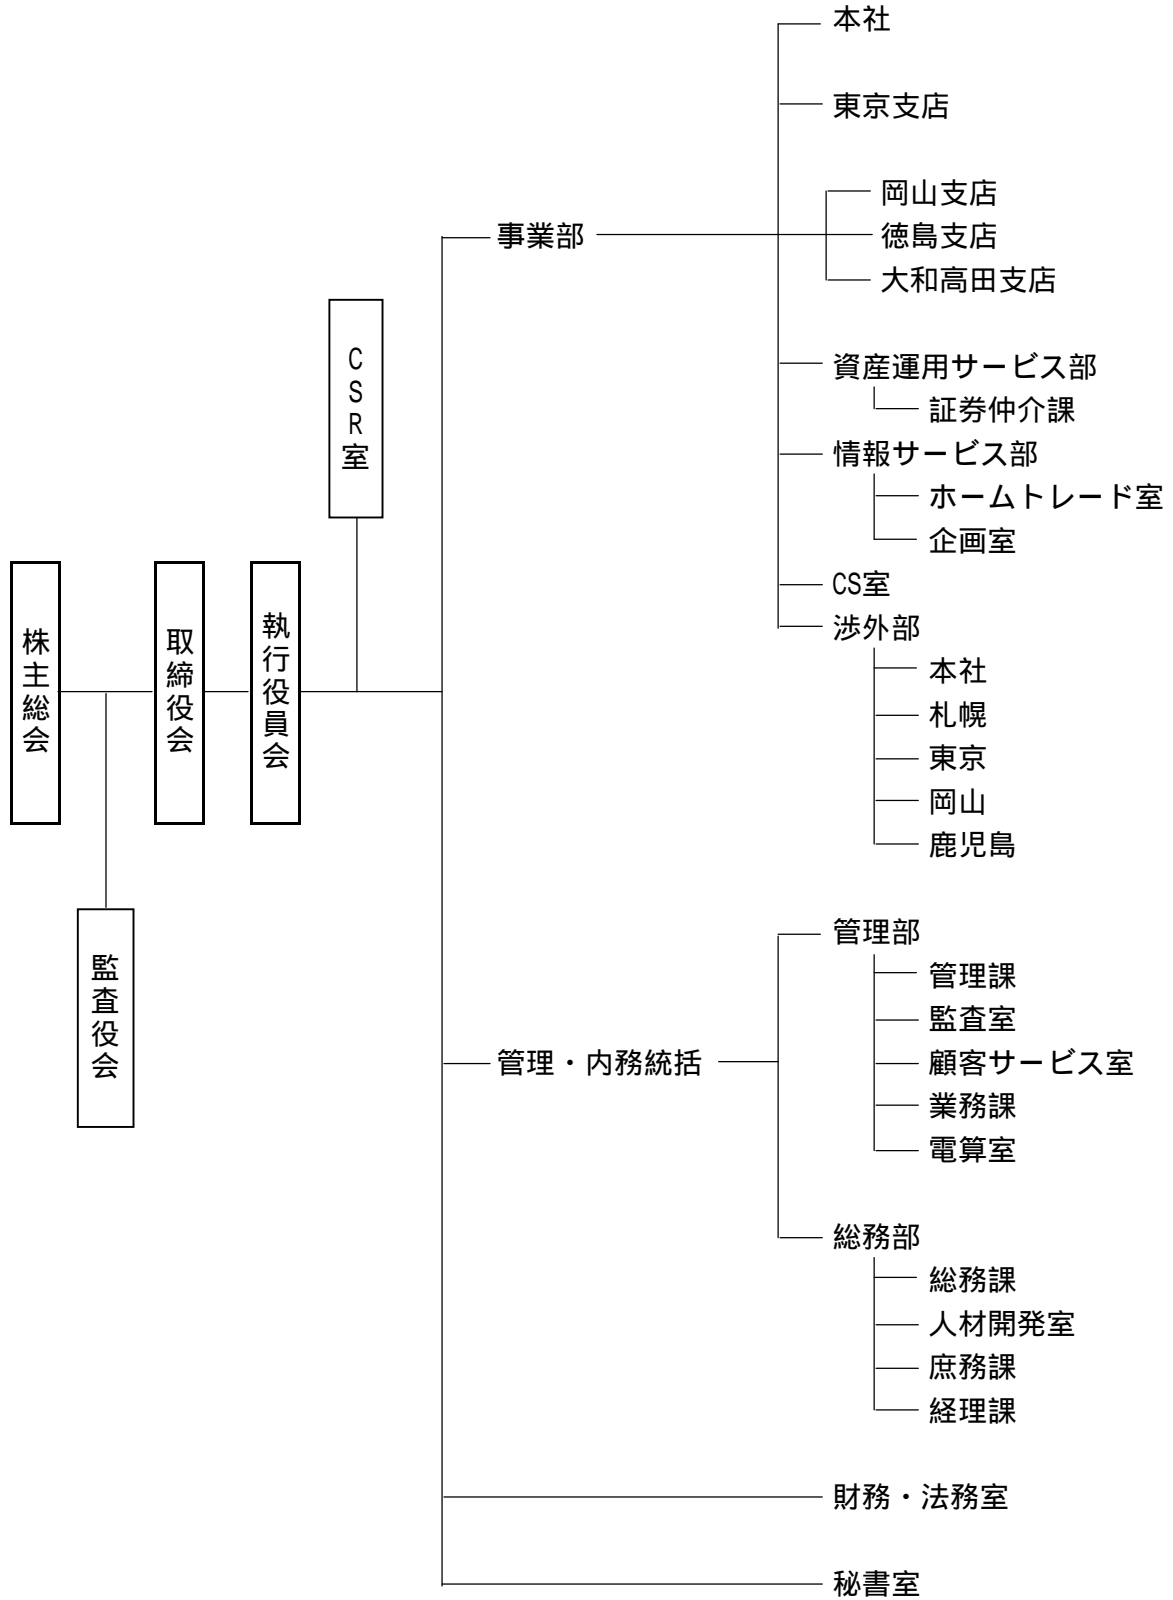 株主総会
監査役会
取締役会
執行役員会
CSR室
事業部
本社
東京支店
岡山支店
徳島支店
大和高田支店
資産運用サービス部
証券仲介課
情報サービス部
ホームトレード室
企画室
CS室
渉外部
本社
札幌
東京
岡山
鹿児島
管理・内務統括
管理部
管理課
監査室
顧客サービス室
業務課
電算室
総務部
総務課
人材開発室
庶務課
経理課
財務・法務室
秘書室